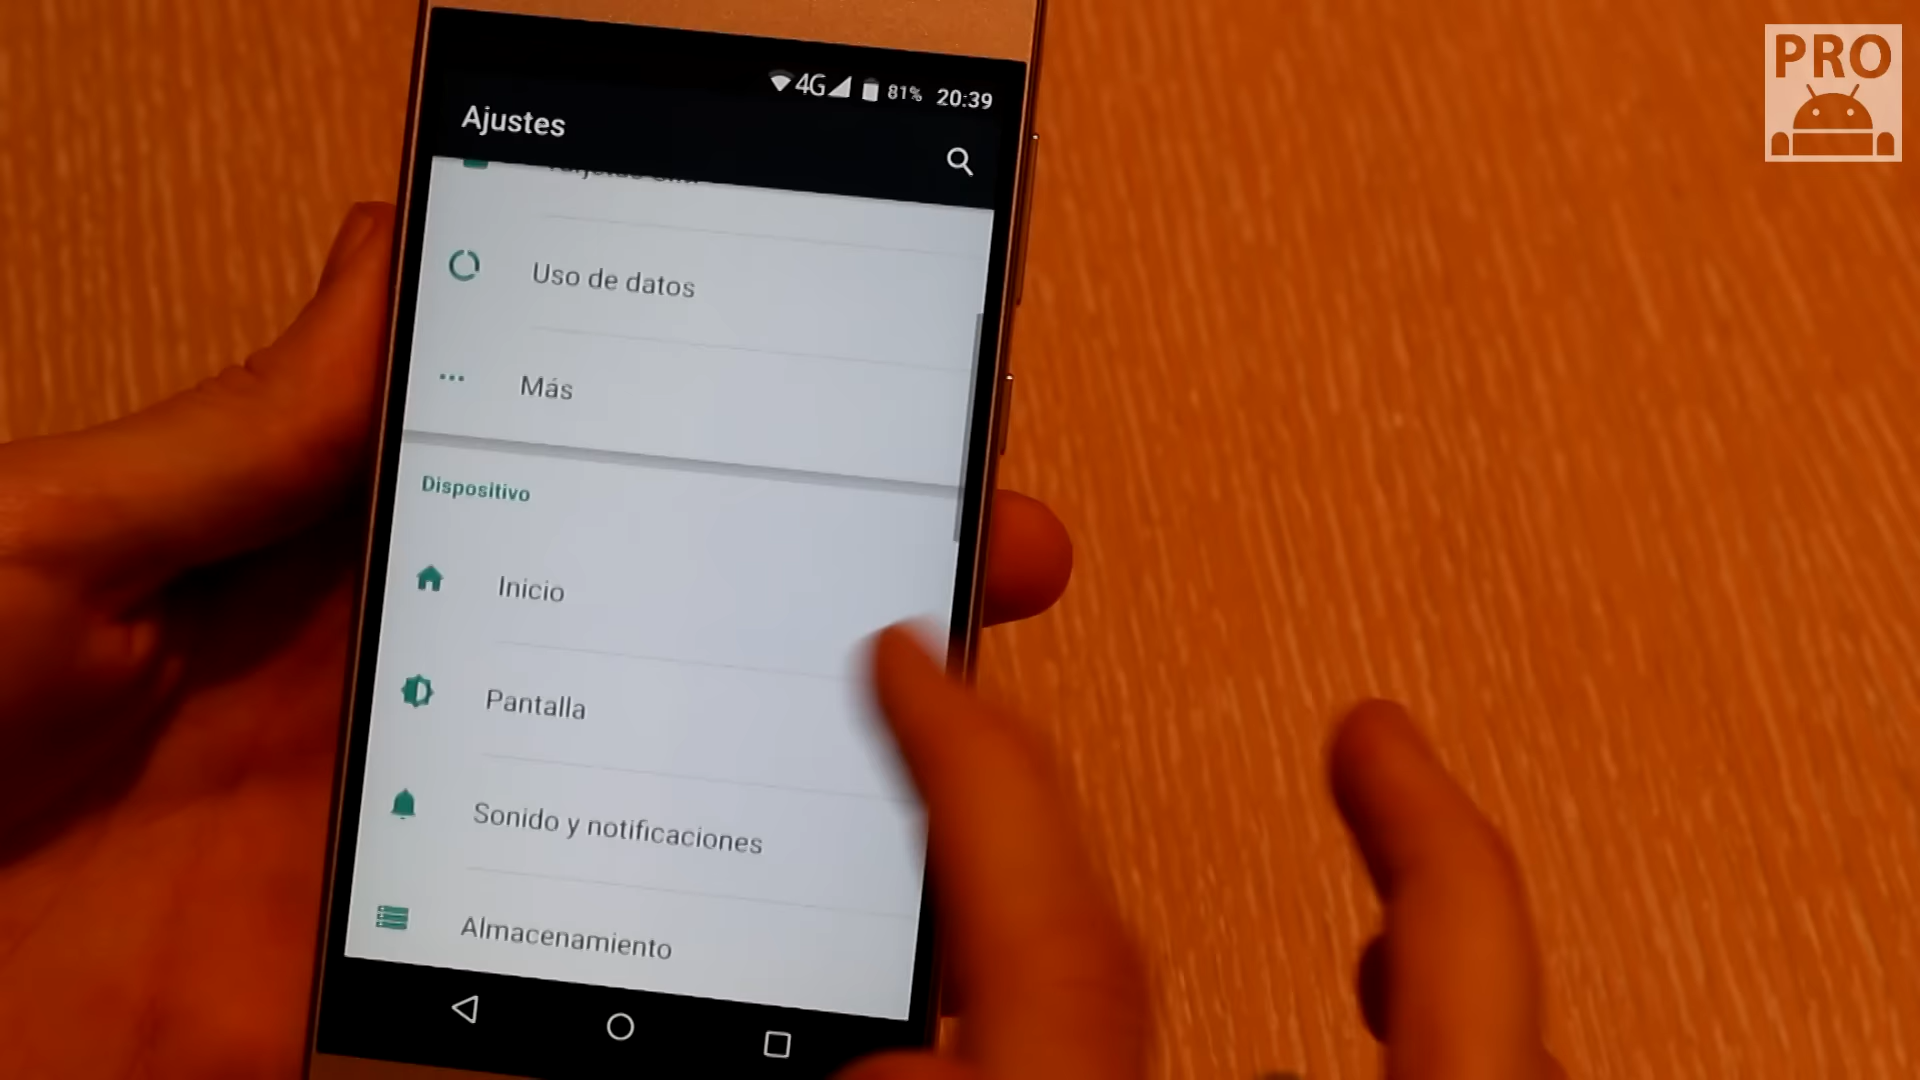 PRO
4G 81% 20:39
Ajustes
Uso de datos
Más
Dispositivo
Inicio
Pantalla
Sonido y notificaciones
Almacenamiento